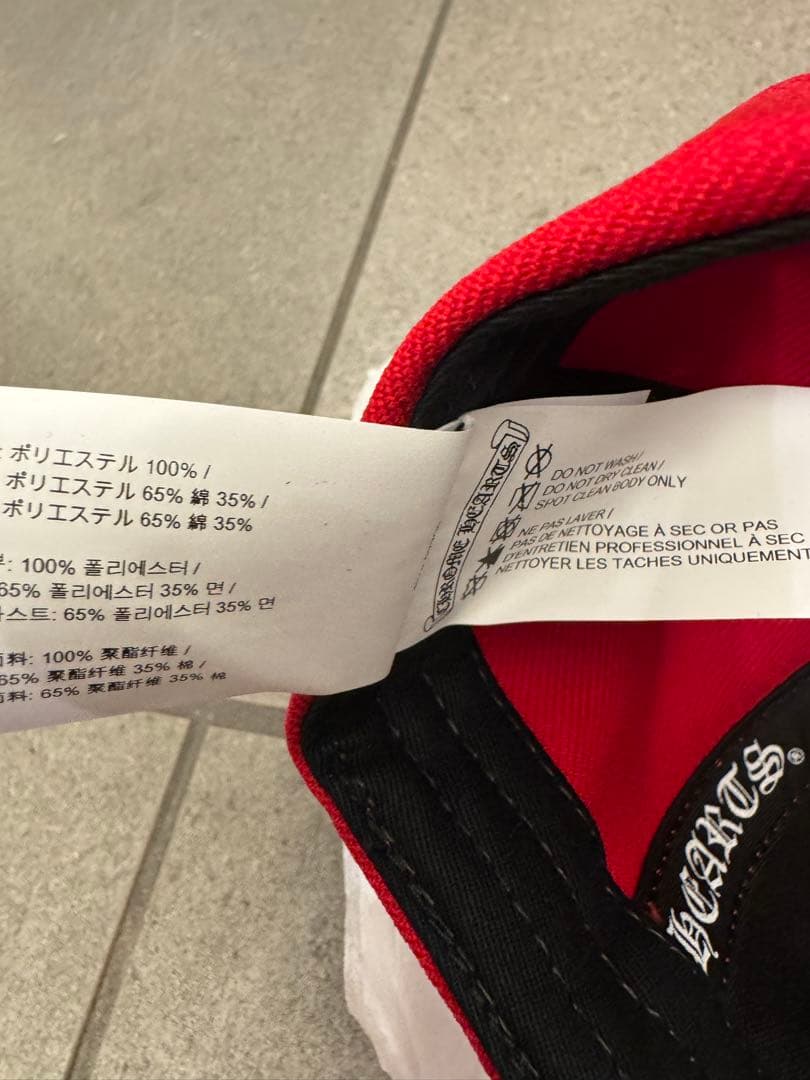 ポリエステル 100% /
ポリエステル 65% 綿 35% /
ポリエステル 65% 綿 35%
: 100% 폴리에스터 /
65% 폴리에스터 35% 면 /
스트: 65% 폴리에스터 35% 면
料: 100% 聚酯纤维 /
65% 聚酯纤维 35% 棉 /
料: 65% 聚酯纤维 35% 棉
CHROME HEARTS
DO NOT WASH /
DO NOT DRY CLEAN /
SPOT CLEAN BODY ONLY
NE PAS LAVER /
PAS DE NETTOYAGE À SEC OR PAS
D'ENTRETIEN PROFESSIONNEL À SEC
NETTOYER LES TACHES UNIQUEMENT
HEARTS®